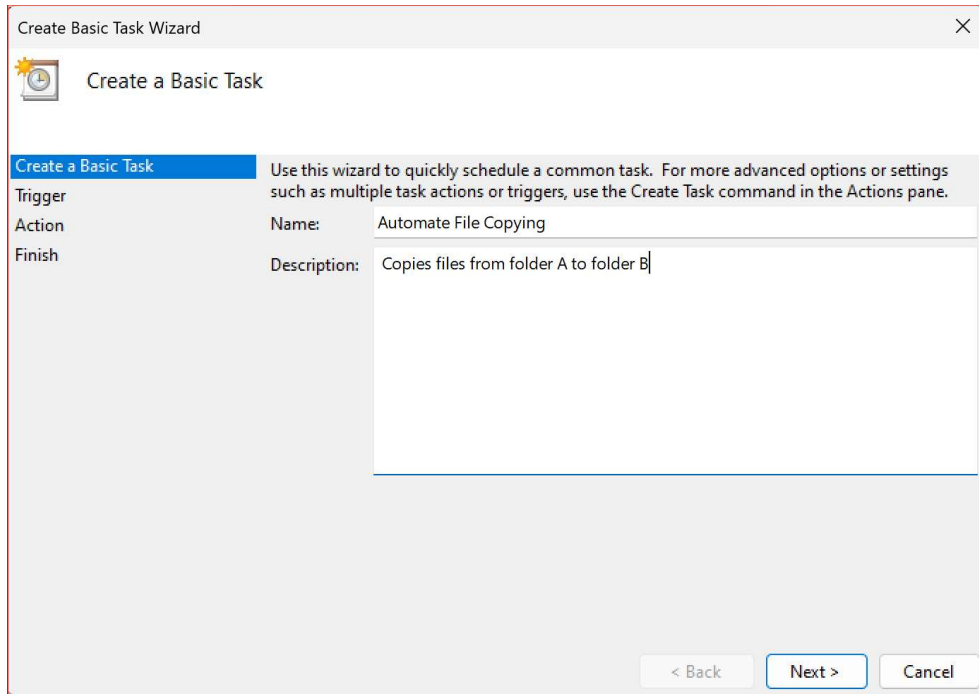 Create Basic Task Wizard
Create a Basic Task
Create a Basic Task
Trigger
Action
Finish
Use this wizard to quickly schedule a common task. For more advanced options or settings
such as multiple task actions or triggers, use the Create Task command in the Actions pane.
Name: Automate File Copying
Description: Copies files from folder A to folder B
< Back Next > Cancel